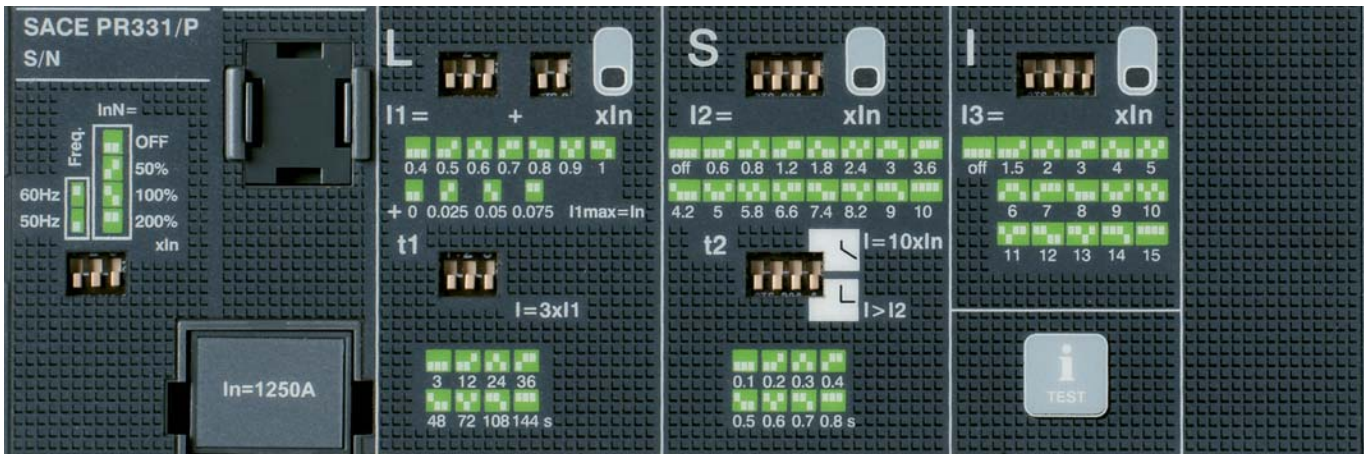 SACE PR331/P
S/N
InN=
Freq.
OFF
50%
100%
200%
xIn
60Hz
50Hz
In=1250A
L
I1= + xIn
0.4 0.5 0.6 0.7 0.8 0.9 1
+ 0 0.025 0.05 0.075 I1max=In
t1
I=3xI1
3 12 24 36
48 72 108 144 s
S
I2= xIn
off 0.6 0.8 1.2 1.8 2.4 3 3.6
4.2 5 5.8 6.6 7.4 8.2 9 10
t2
I=10xIn
I>I2
0.1 0.2 0.3 0.4
0.5 0.6 0.7 0.8 s
I
I3= xIn
off 1.5 2 3 4 5
6 7 8 9 10
11 12 13 14 15
i
TEST